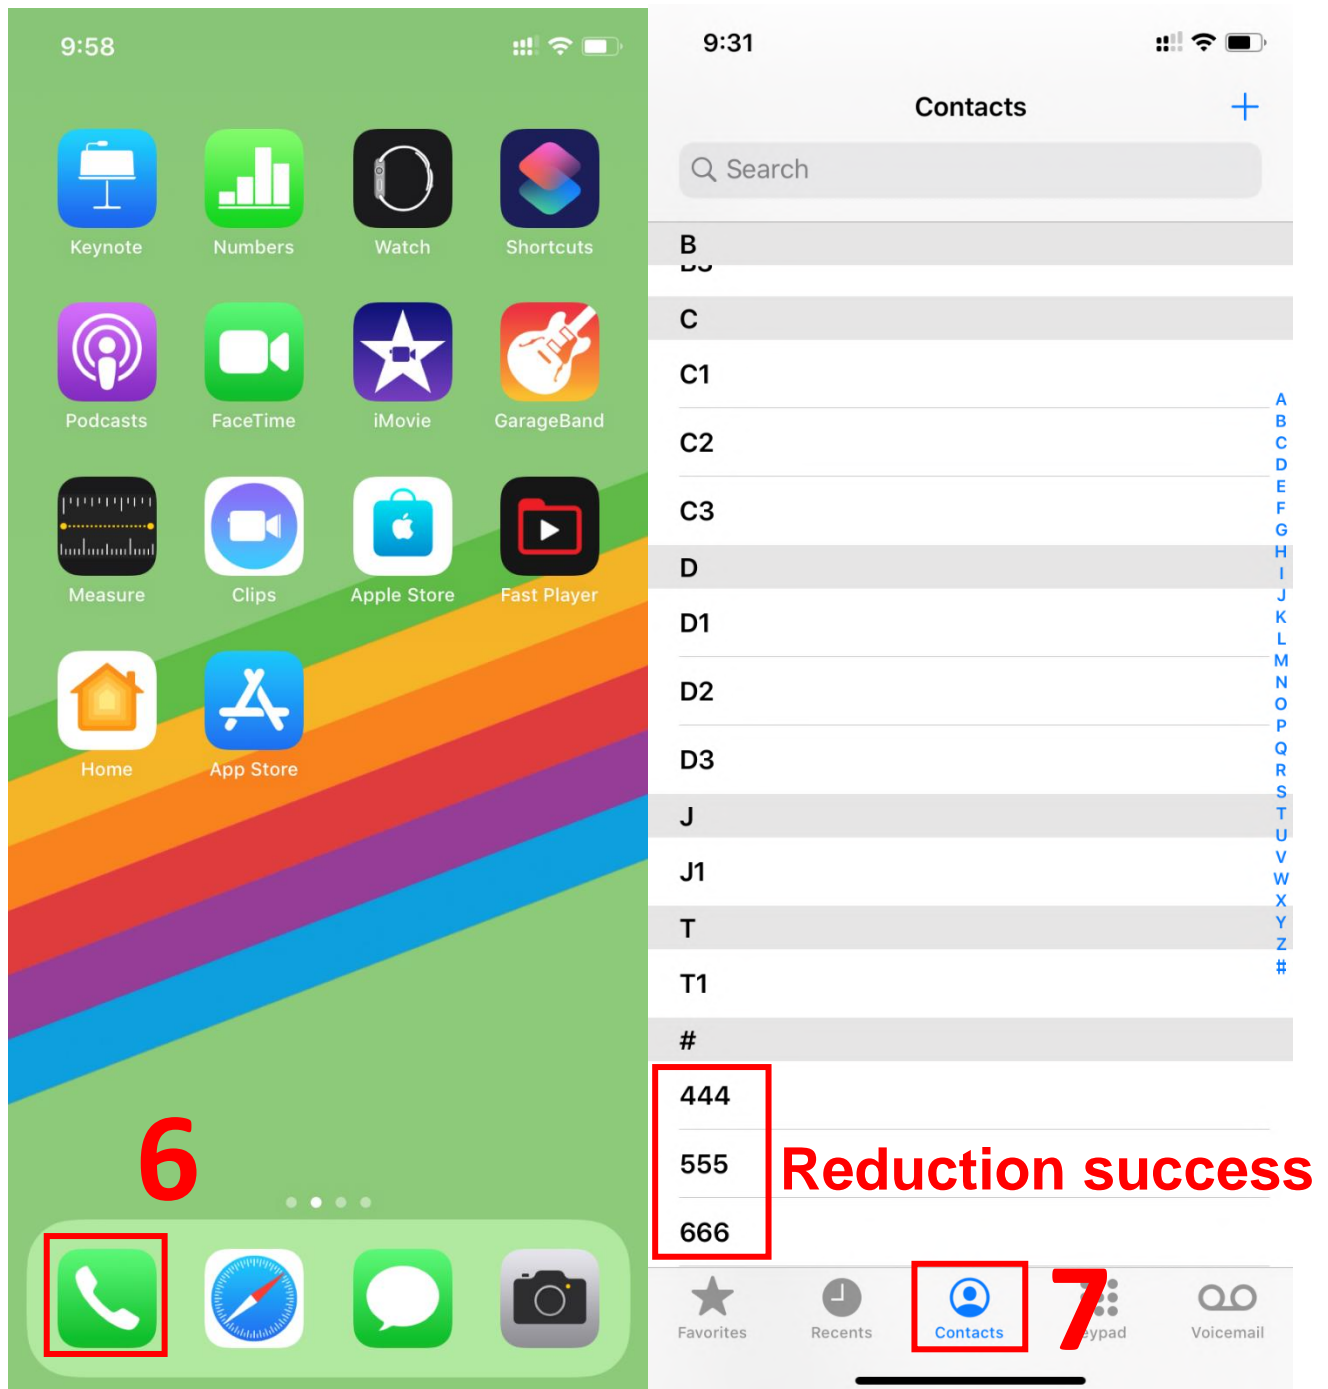 9:58
Keynote
Numbers
Watch
Shortcuts
Podcasts
FaceTime
iMovie
GarageBand
Measure
Clips
Apple Store
Fast Player
Home
App Store
6
9:31
Contacts
Search
B
C
C1
C2
C3
D
D1
D2
D3
J
J1
T
T1
#
444
555
Reduction success
666
A
B
C
D
E
F
G
H
I
J
K
L
M
N
O
P
Q
R
S
T
U
V
W
X
Y
Z
#
7
Favorites
Recents
Contacts
Voicemail